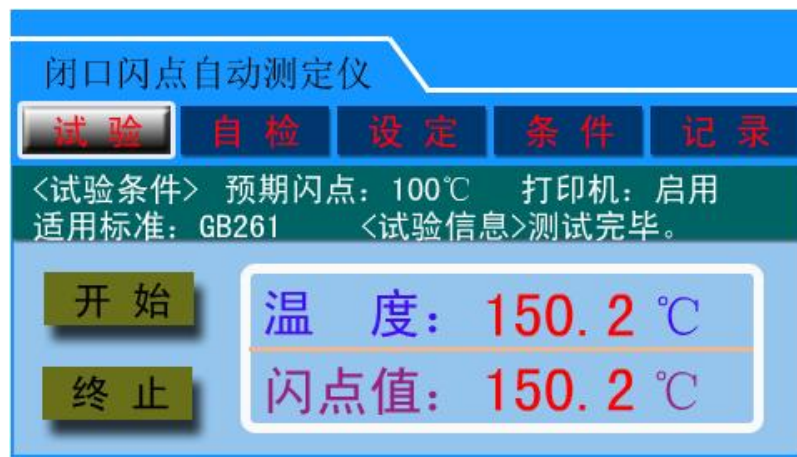 闭口闪点自动测定仪
试 验 自 检 设 定 条 件 记 录
<试验条件> 预期闪点：100℃ 打印机：启用
适用标准：GB261 <试验信息>测试完毕。
开 始
温 度：150.2 ℃
终 止
闪点值：150.2 ℃